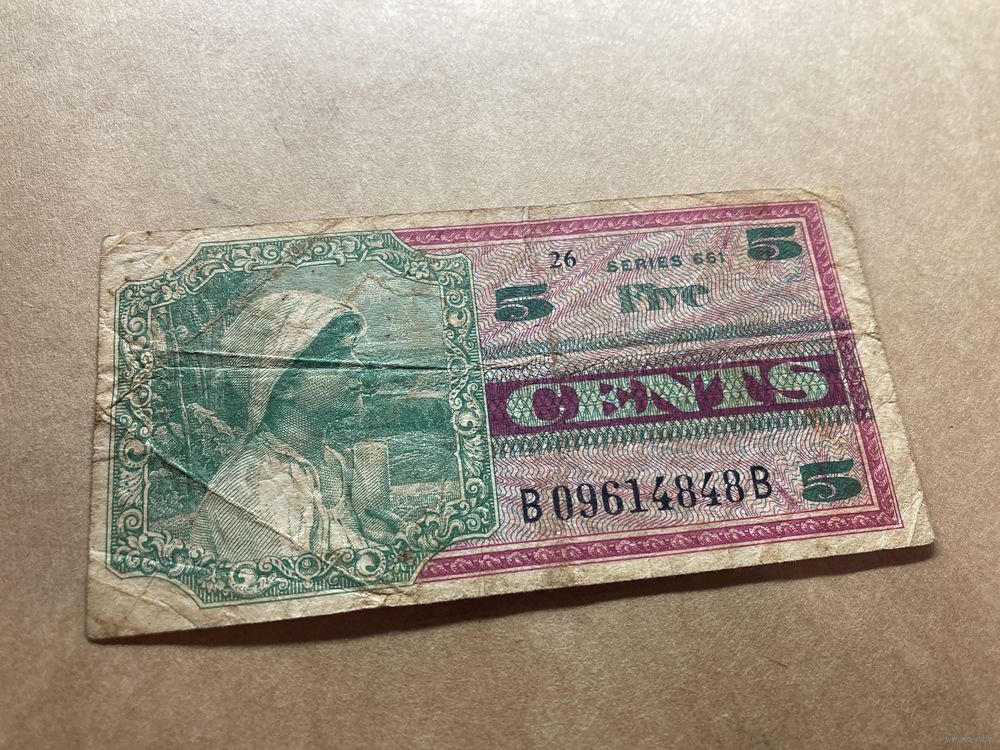 26 SERIES 661 5
5 Five
CENTS
B09614848B 5